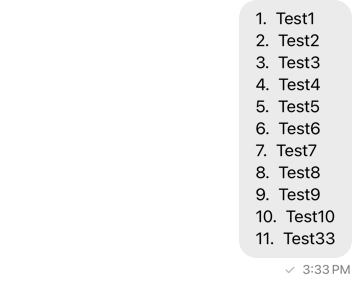 1. Test1
2. Test2
3. Test3
4. Test4
5. Test5
6. Test6
7. Test7
8. Test8
9. Test9
10. Test10
11. Test33
✓ 3:33 PM